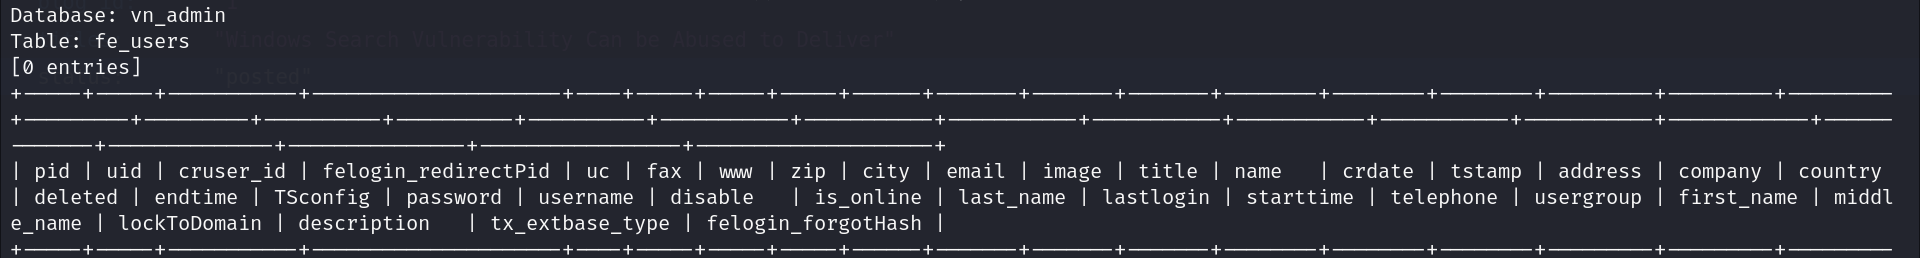 Database: vn_admin
Table: fe_users
"Windows Search Vulnerability Can be Abused to Deliver"
[0 entries]
"posted"
| pid | uid | cruser_id | felogin_redirectPid | uc | fax | www | zip | city | email | image | title | name | crdate | tstamp | address | company | country
| deleted | endtime | TSconfig | password | username | disable | is_online | last_name | lastlogin | starttime | telephone | usergroup | first_name | middl
e_name | lockToDomain | description | tx_extbase_type | felogin_forgotHash |